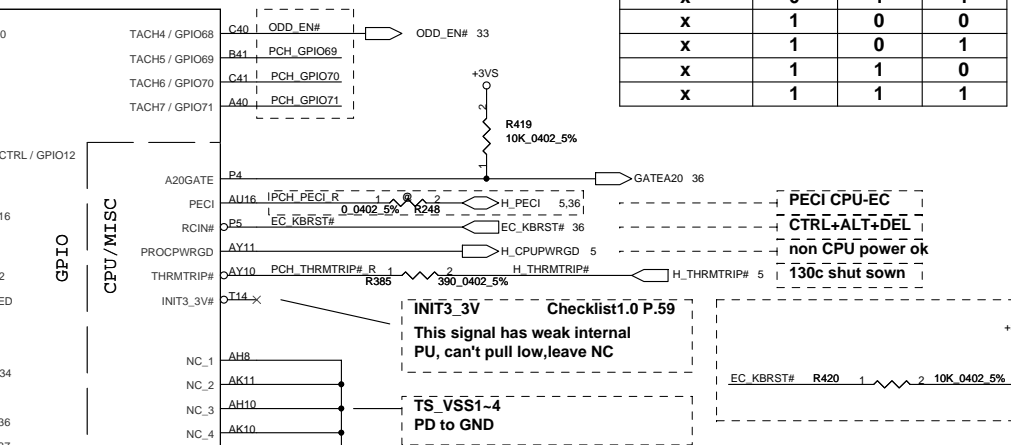 x 1 0 0
x 1 0 1
x 1 1 0
x 1 1 1
TACH4 / GPIO68 C40 ODD_EN# ODD_EN# 33
TACH5 / GPIO69 B41 PCH_GPIO69
TACH6 / GPIO70 C41 PCH_GPIO70
TACH7 / GPIO71 A40 PCH_GPIO71
+3VS
2
R419
10K_0402_5%
1
CTRL / GPIO12
GPIO
CPU/MISC
A20GATE P4 GATEA20 36
PECI AU16 PCH_PECI_R 1 @ 2 H_PECI 5,36
0_0402_5% R248
RCIN# P5 EC_KBRST# EC_KBRST# 36
PROCPWRGD AY11 H_CPUPWRGD 5
THRMTRIP# AY10 PCH_THRMTRIP#_R 1 2 H_THRMTRIP# H_THRMTRIP# 5
R385 390_0402_5%
INIT3_3V# T14
PECI CPU-EC
CTRL+ALT+DEL
non CPU power ok
130c shut sown
INIT3_3V Checklist1.0 P.59
This signal has weak internal
PU, can't pull low,leave NC
NC_1 AH8
NC_2 AK11
NC_3 AH10
NC_4 AK10
TS_VSS1~4
PD to GND
+
EC_KBRST# R420 1 2 10K_0402_5%